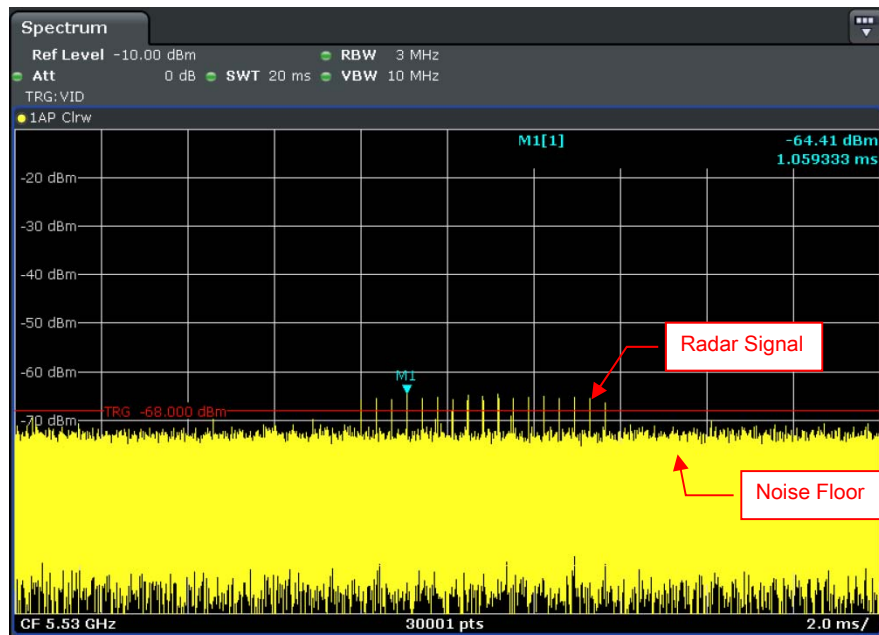 Spectrum
Ref Level -10.00 dBm RBW 3 MHz
Att 0 dB SWT 20 ms VBW 10 MHz
TRG:VID
1AP Clrw
M1[1] -64.41 dBm
1.059333 ms
-20 dBm
-30 dBm
-40 dBm
-50 dBm
Radar Signal
-60 dBm
M1
TRG -68.000 dBm
-70 dBm
Noise Floor
CF 5.53 GHz 30001 pts 2.0 ms/